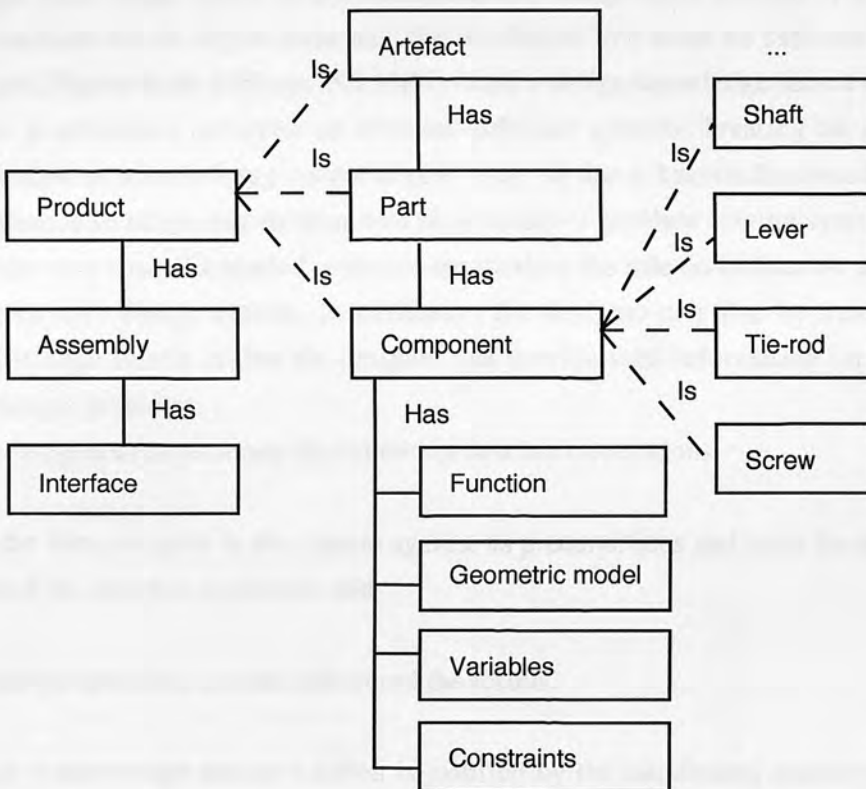 Artefact
...
Is
Has
Shaft
Is
Is
Product
Part
Lever
Is
Has
Is
Has
Is
Assembly
Component
Tie-rod
Has
Has
Is
Interface
Function
Screw
Geometric model
Variables
Constraints